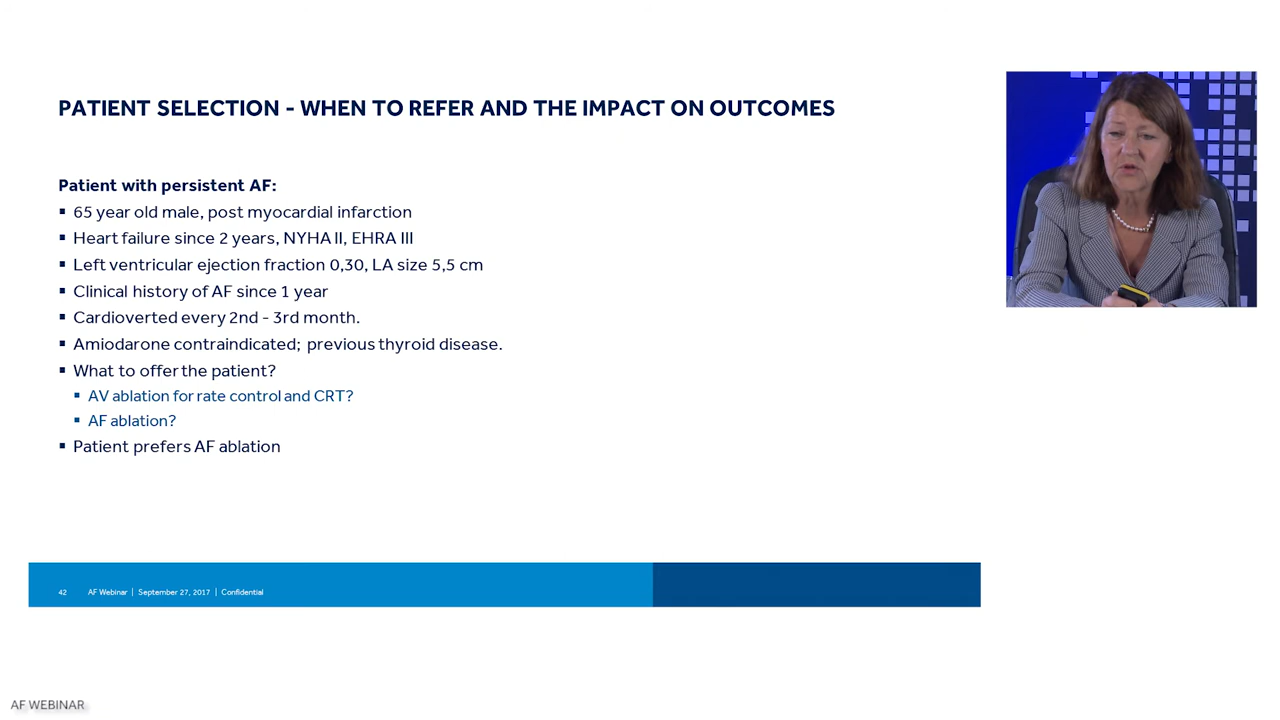 PATIENT SELECTION - WHEN TO REFER AND THE IMPACT ON OUTCOMES
Patient with persistent AF:
▪ 65 year old male, post myocardial infarction
▪ Heart failure since 2 years, NYHA II, EHRA III
▪ Left ventricular ejection fraction 0,30, LA size 5,5 cm
▪ Clinical history of AF since 1 year
▪ Cardioverted every 2nd - 3rd month.
▪ Amiodarone contraindicated; previous thyroid disease.
▪ What to offer the patient?
▪ AV ablation for rate control and CRT?
▪ AF ablation?
▪ Patient prefers AF ablation
42 AF Webinar | September 27, 2017 | Confidential
AF WEBINAR